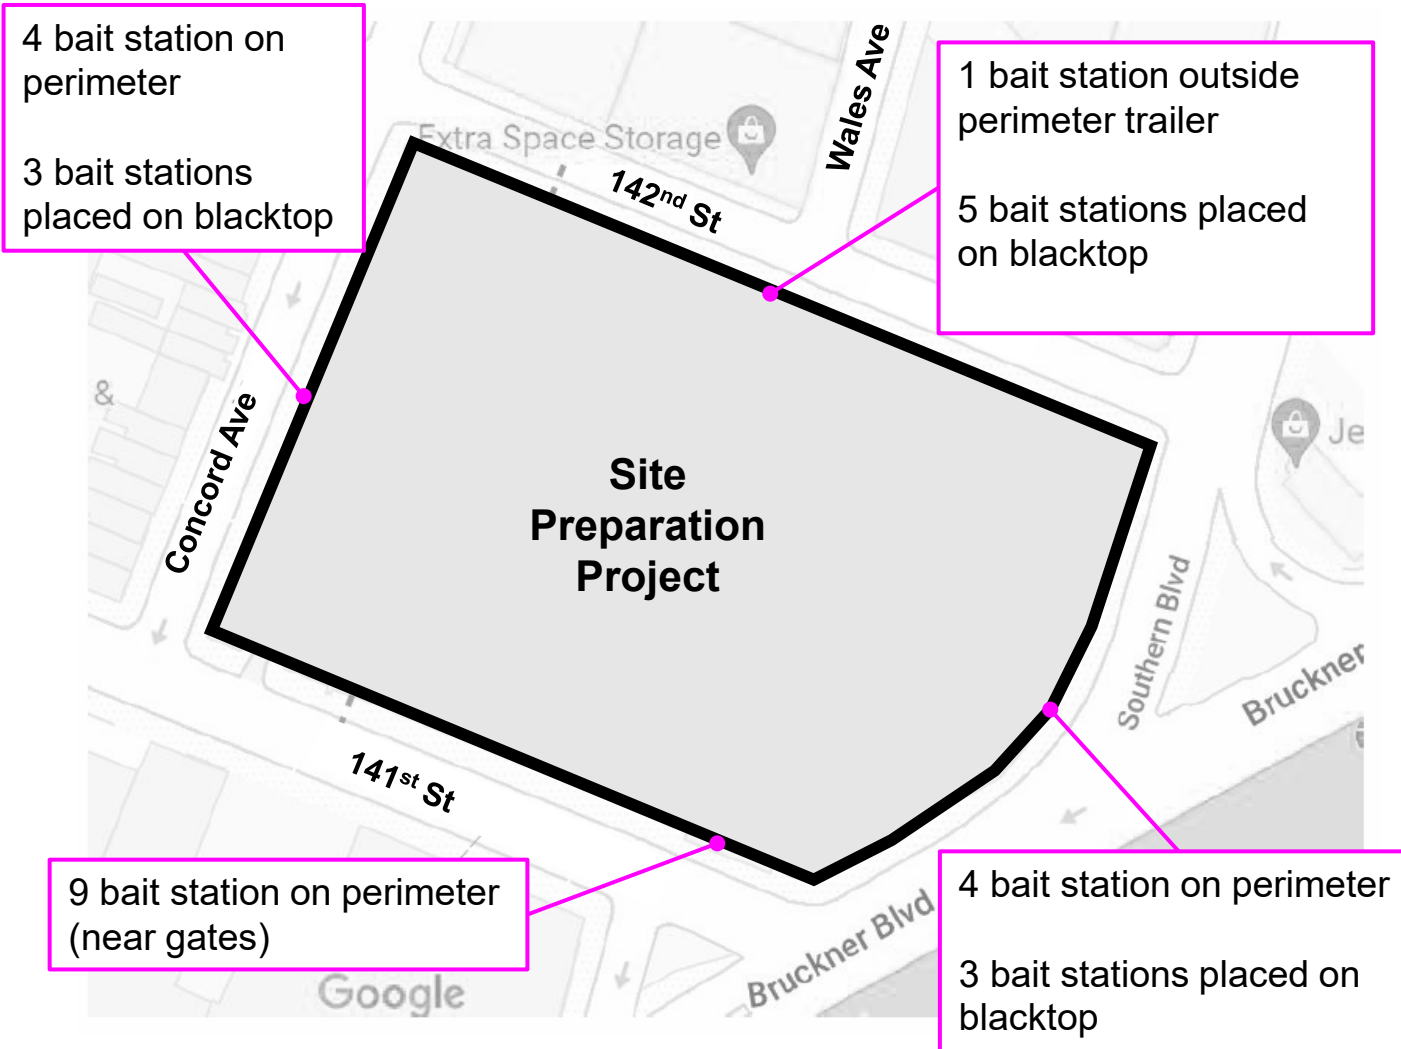 4 bait station on
perimeter
3 bait stations
placed on blacktop
1 bait station outside
perimeter trailer
5 bait stations placed
on blacktop
Wales Ave
Extra Space Storage
142nd St
&
Je
Concord Ave
Site
Preparation
Project
Southern Blvd
Bruckner
141st St
9 bait station on perimeter
(near gates)
4 bait station on perimeter
3 bait stations placed on
blacktop
Bruckner Blvd
Google